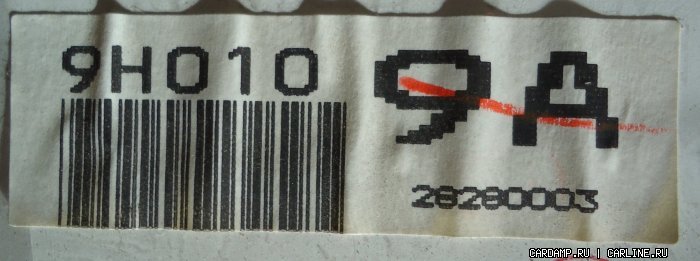 9H010
9A
28280003
CARDAMP.RU | CARLINE.RU